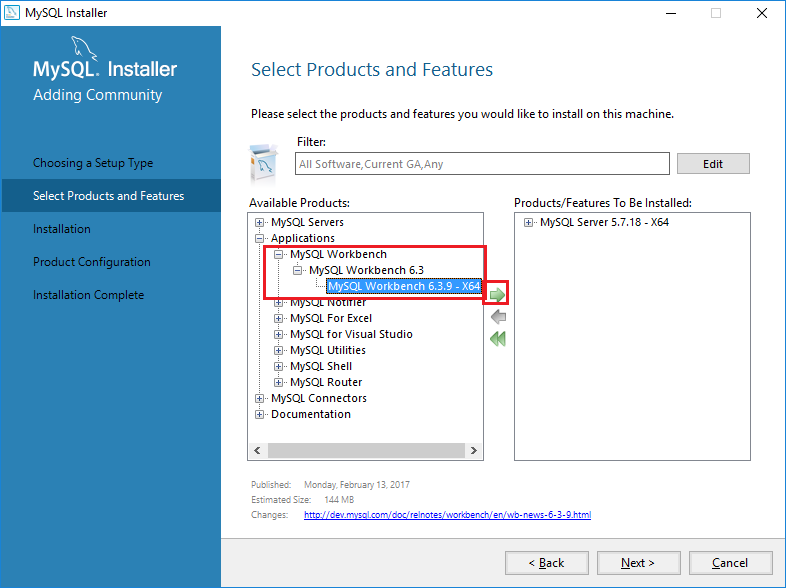 MySQL Installer
MySQL. Installer
Adding Community
Choosing a Setup Type
Select Products and Features
Installation
Product Configuration
Installation Complete
Select Products and Features
Please select the products and features you would like to install on this machine.
Filter:
All Software,Current GA,Any
Edit
Available Products:
MySQL Servers
Applications
MySQL Workbench
MySQL Workbench 6.3
MySQL Workbench 6.3.9 - X64
MySQL Notifier
MySQL For Excel
MySQL for Visual Studio
MySQL Utilities
MySQL Shell
MySQL Router
MySQL Connectors
Documentation
Products/Features To Be Installed:
MySQL Server 5.7.18 - X64
Published: Monday, February 13, 2017
Estimated Size: 144 MB
Changes: http://dev.mysql.com/doc/relnotes/workbench/en/wb-news-6-3-9.html
< Back
Next >
Cancel